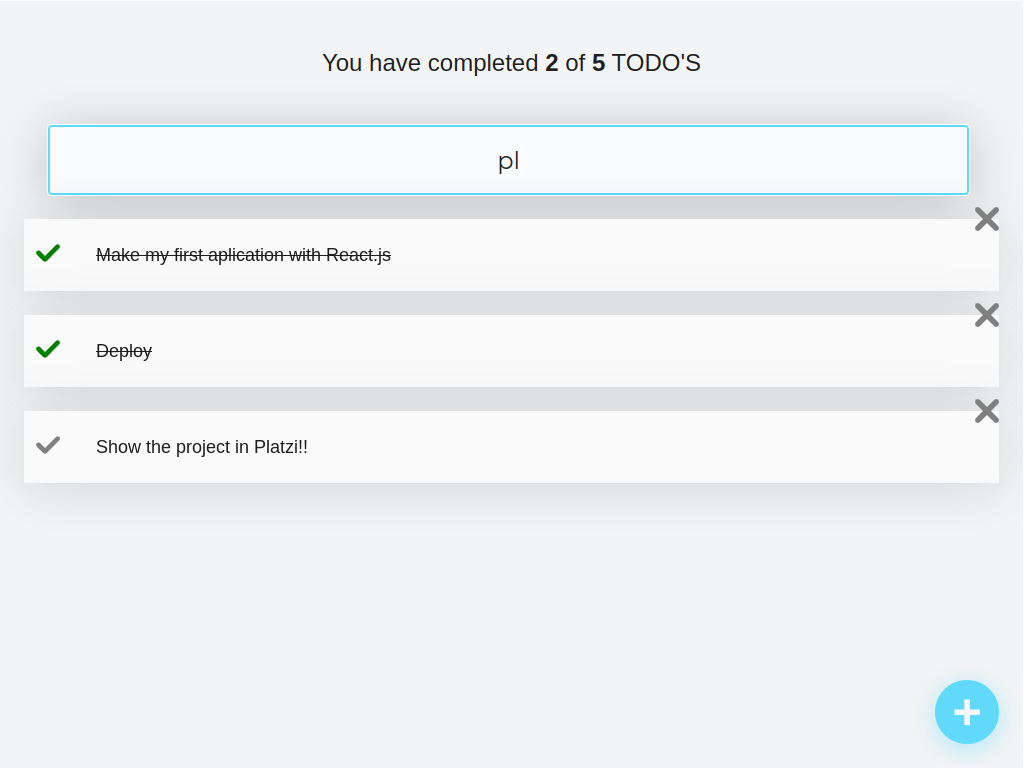 You have completed 2 of 5 TODO'S
pl
Make my first aplication with React.js
Deploy
Show the project in Platzi!!